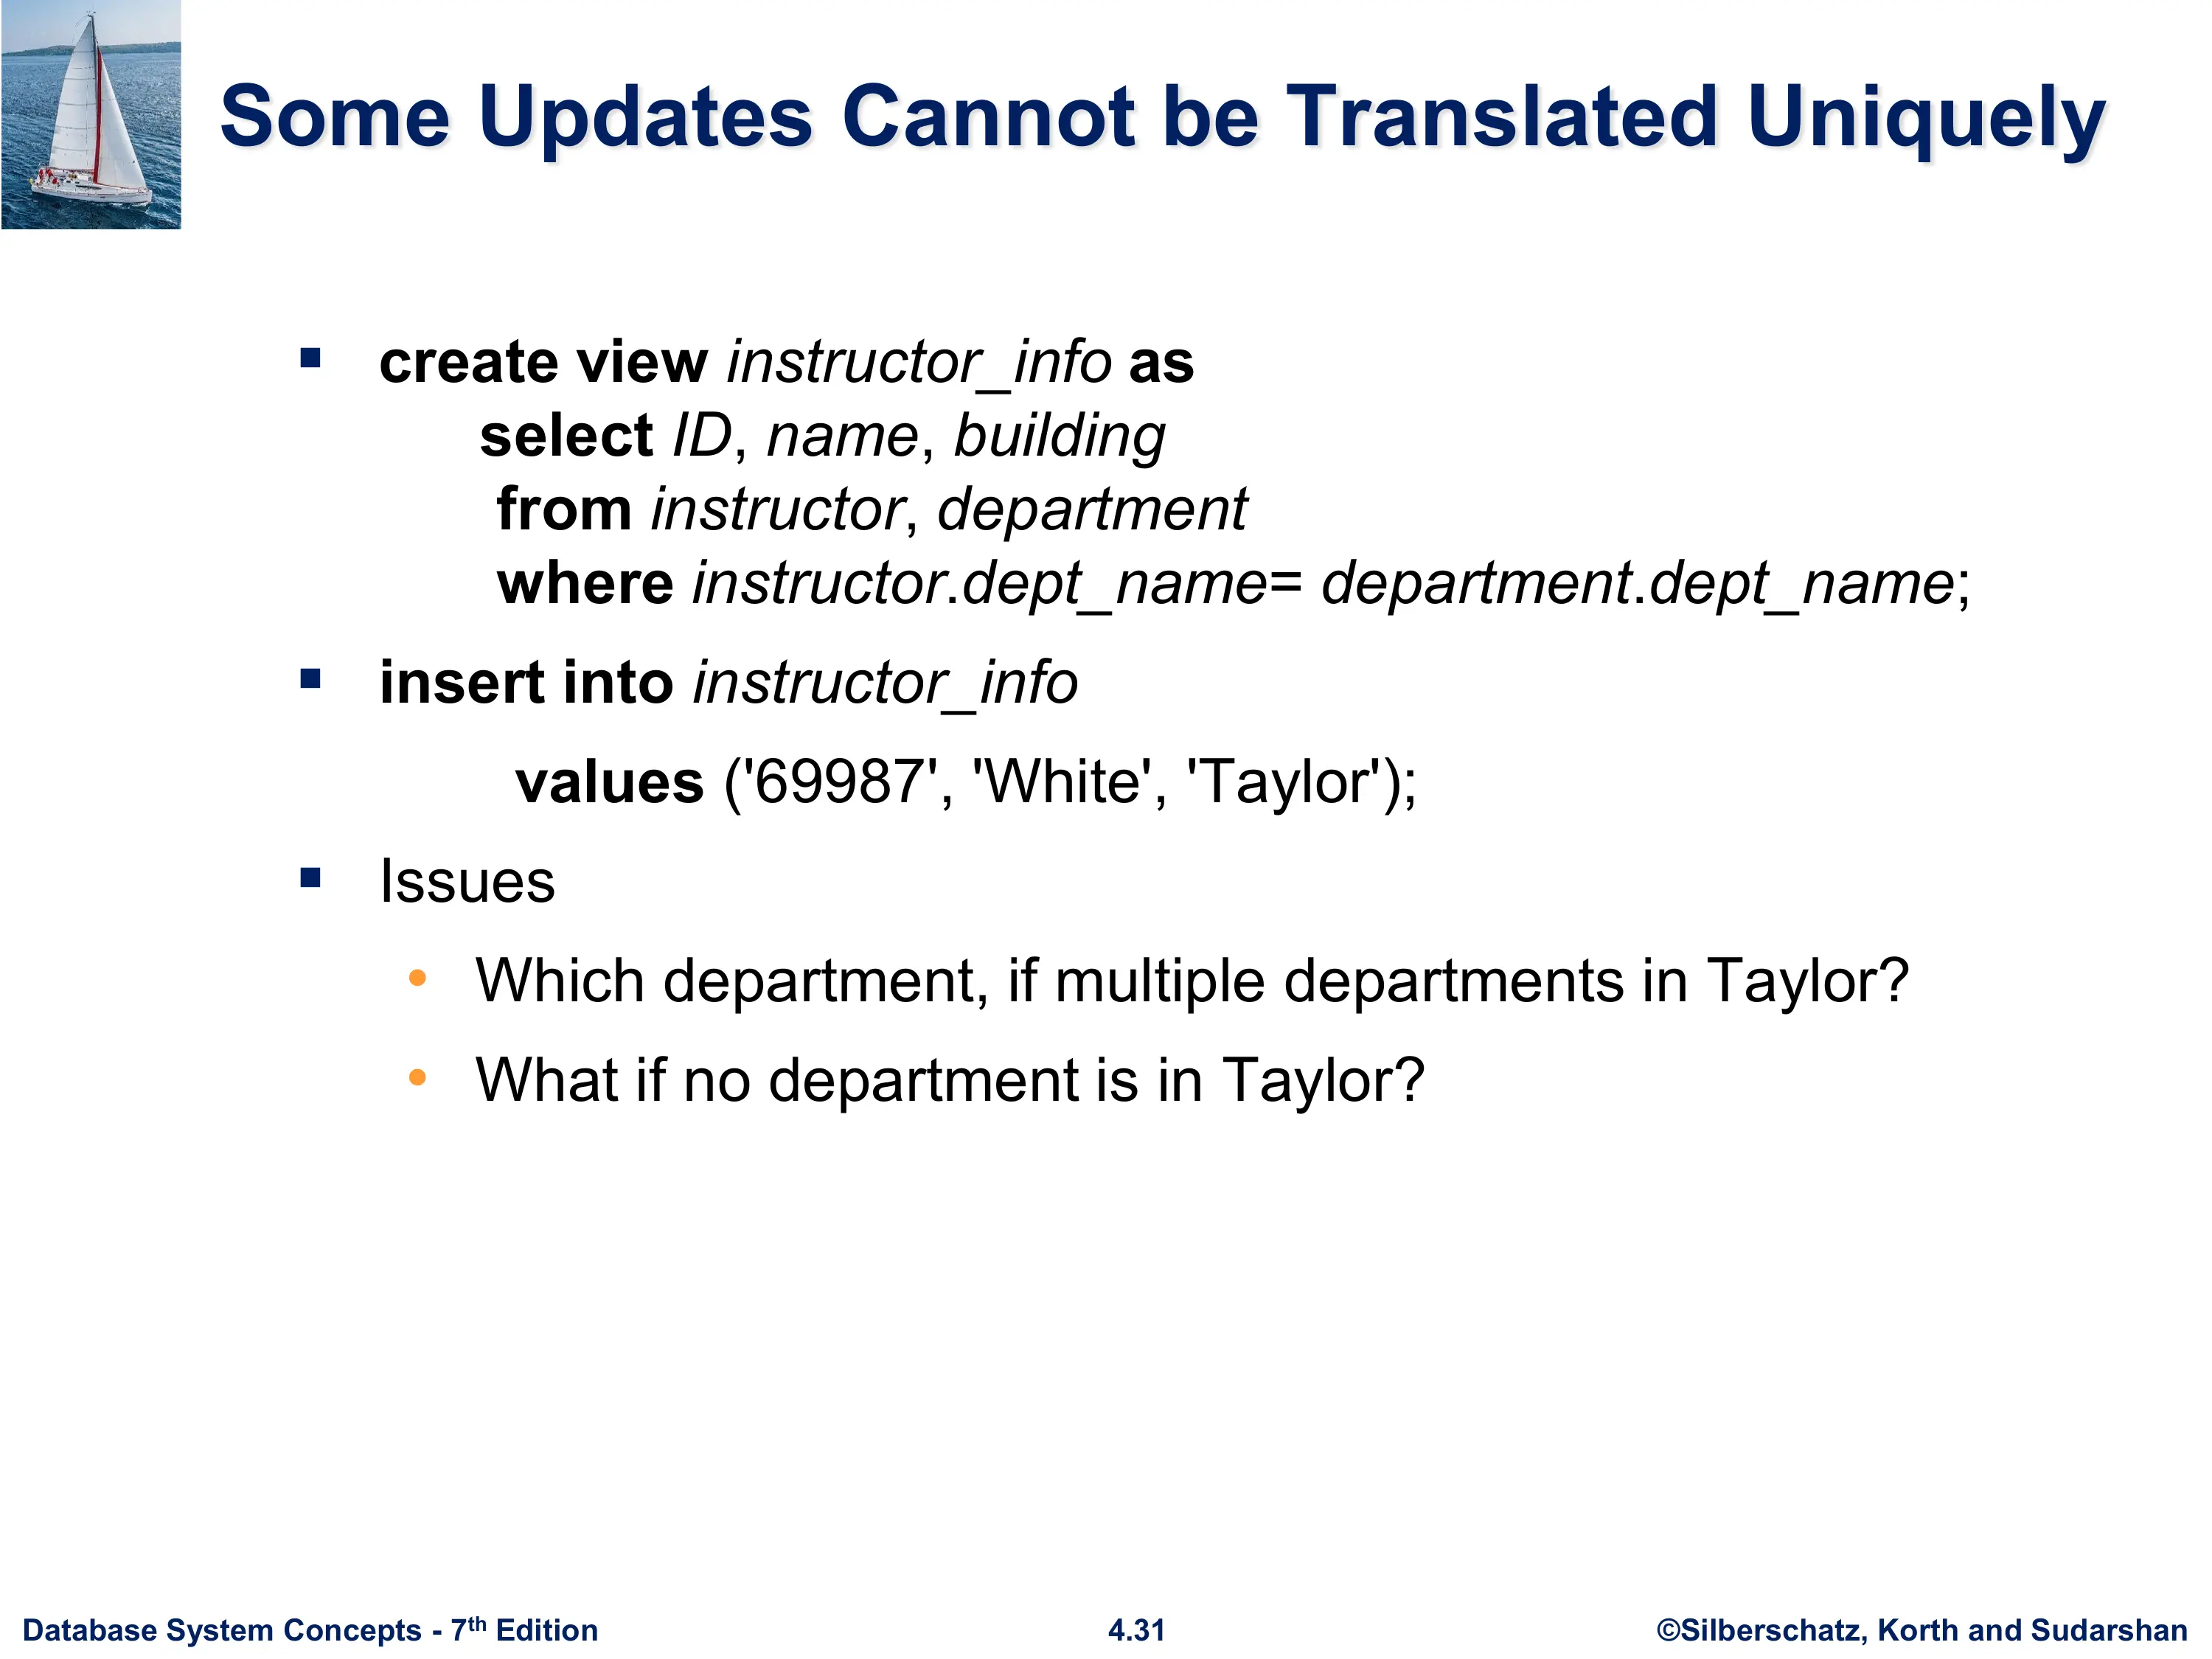 Some Updates Cannot be Translated Uniquely
▪ create view instructor_info as
select ID, name, building
from instructor, department
where instructor.dept_name= department.dept_name;
▪ insert into instructor_info
values ('69987', 'White', 'Taylor');
▪ Issues
• Which department, if multiple departments in Taylor?
• What if no department is in Taylor?
Database System Concepts - 7th Edition
4.31
©Silberschatz, Korth and Sudarshan